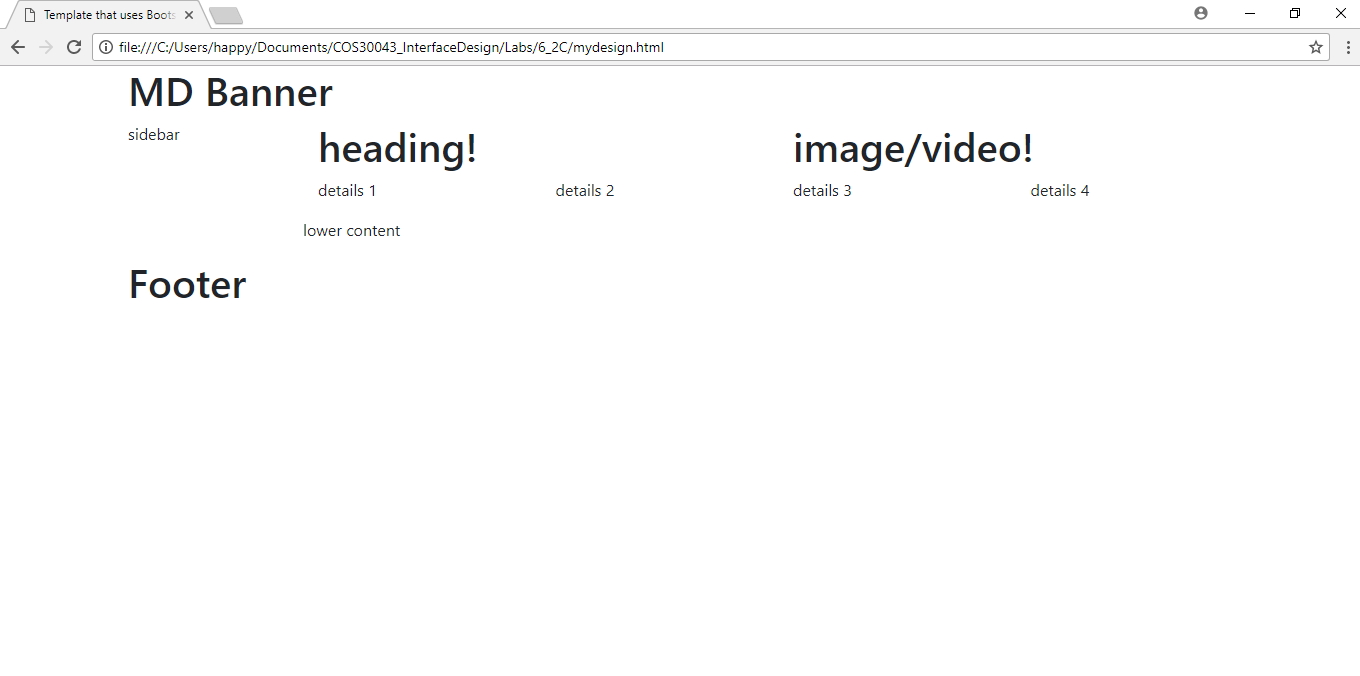 Template that uses Boots
file:///C:/Users/happy/Documents/COS30043_InterfaceDesign/Labs/6_2C/mydesign.html
MD Banner
sidebar
heading! image/video!
details 1 details 2 details 3 details 4
lower content
Footer